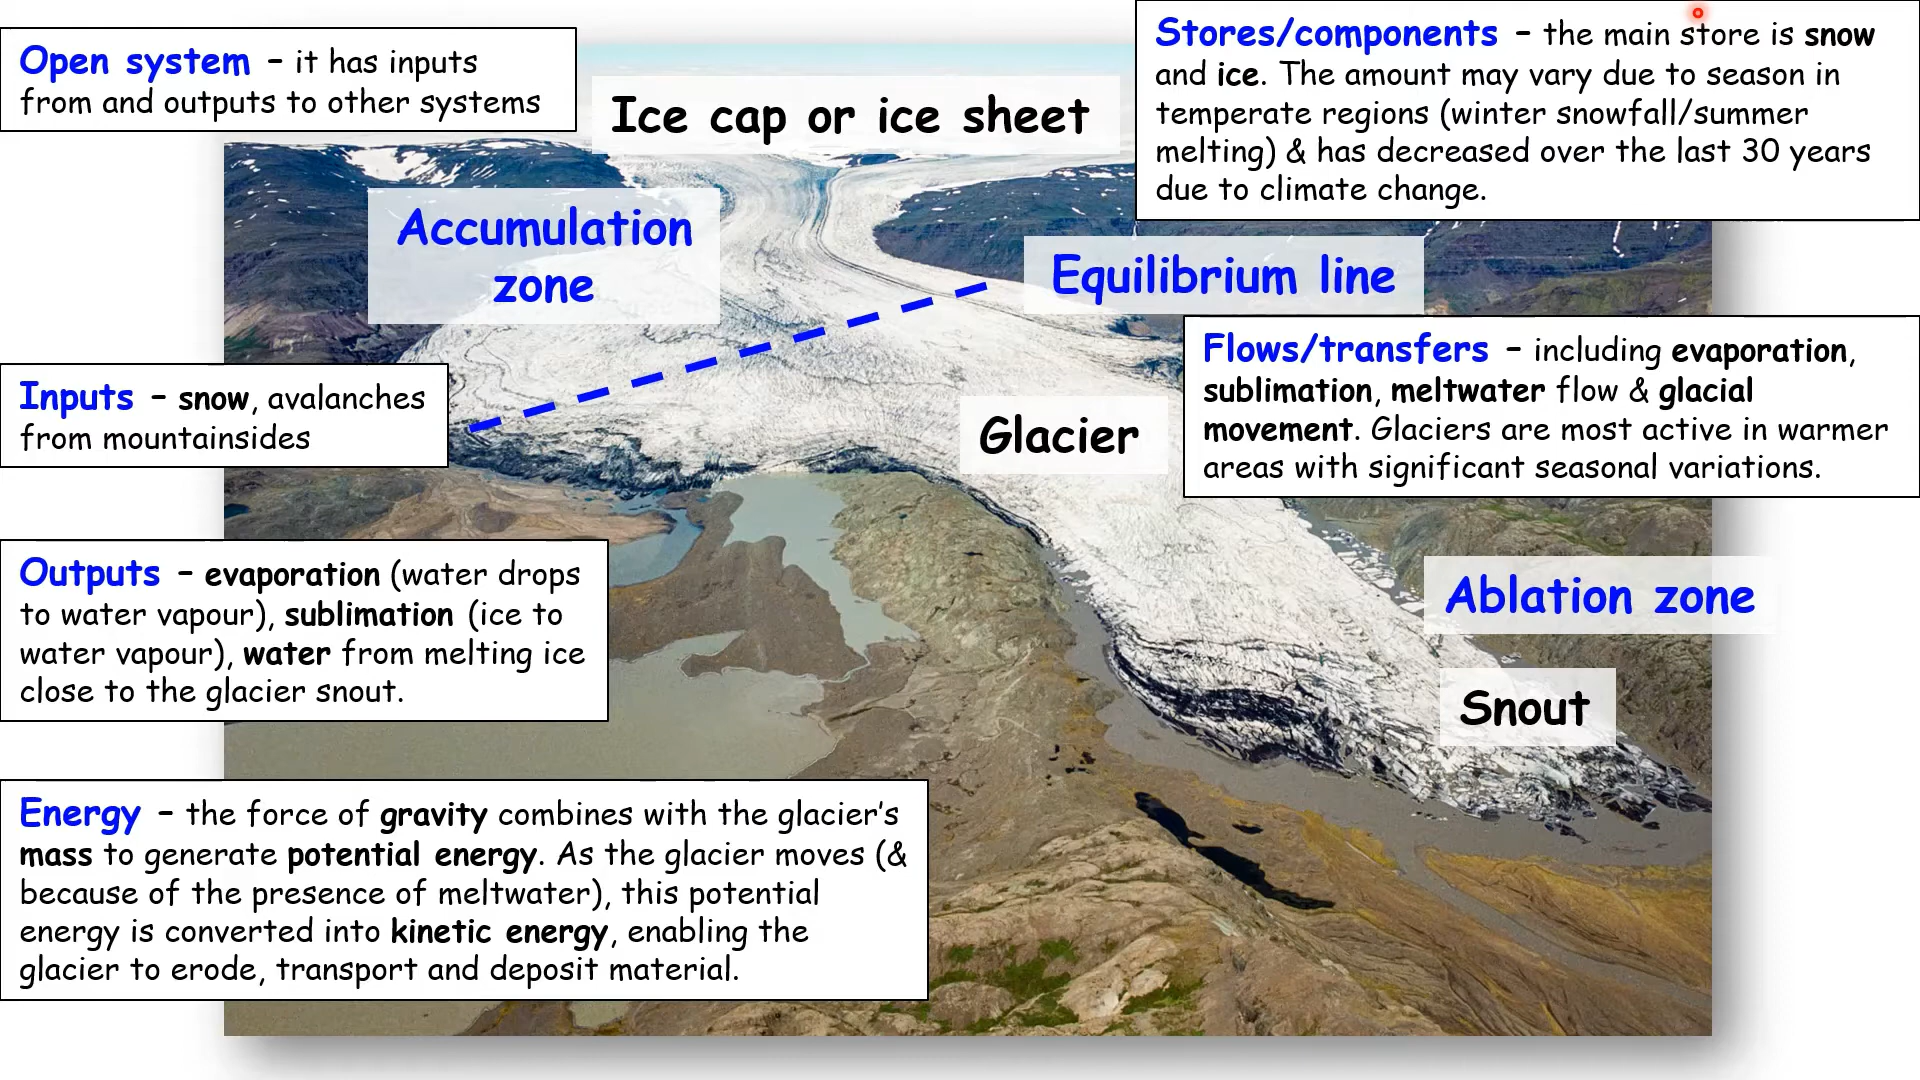 Open system – it has inputs
from and outputs to other systems
Ice cap or ice sheet
Stores/components – the main store is snow
and ice. The amount may vary due to season in
temperate regions (winter snowfall/summer
melting) & has decreased over the last 30 years
due to climate change.
Accumulation
zone
Equilibrium line
Inputs – snow, avalanches
from mountainsides
Flows/transfers – including evaporation,
sublimation, meltwater flow & glacial
movement. Glaciers are most active in warmer
areas with significant seasonal variations.
Glacier
Outputs – evaporation (water drops
to water vapour), sublimation (ice to
water vapour), water from melting ice
close to the glacier snout.
Ablation zone
Snout
Energy – the force of gravity combines with the glacier's
mass to generate potential energy. As the glacier moves (&
because of the presence of meltwater), this potential
energy is converted into kinetic energy, enabling the
glacier to erode, transport and deposit material.